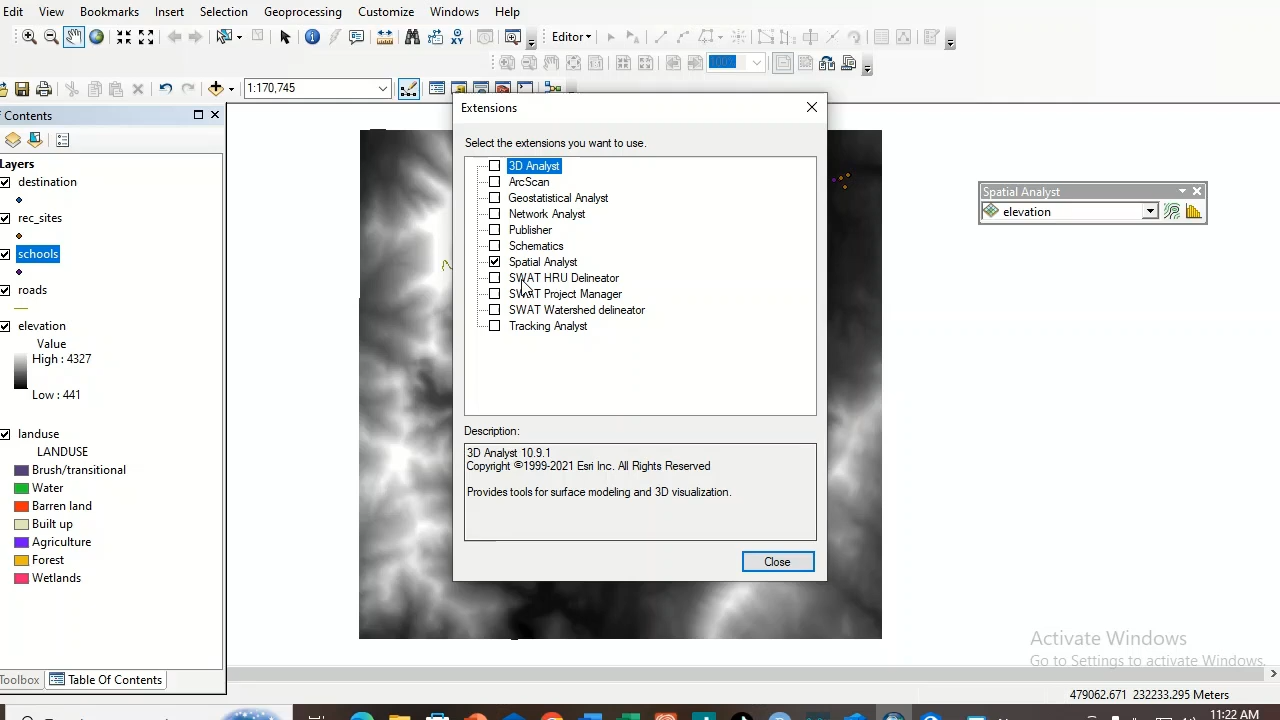 Edit View Bookmarks Insert Selection Geoprocessing Customize Windows Help
Editor
100%
1:170,745
Contents
Layers
destination
rec_sites
schools
roads
elevation
Value
High : 4327
Low : 441
landuse
LANDUSE
Brush/transitional
Water
Barren land
Built up
Agriculture
Forest
Wetlands
Toolbox Table Of Contents
Extensions
Select the extensions you want to use.
3D Analyst
ArcScan
Geostatistical Analyst
Network Analyst
Publisher
Schematics
Spatial Analyst
SWAT HRU Delineator
SWAT Project Manager
SWAT Watershed delineator
Tracking Analyst
Description:
3D Analyst 10.9.1
Copyright ©1999-2021 Esri Inc. All Rights Reserved
Provides tools for surface modeling and 3D visualization.
Close
Spatial Analyst
elevation
Activate Windows
Go to Settings to activate Windows.
479062.671 232233.295 Meters
11:22 AM